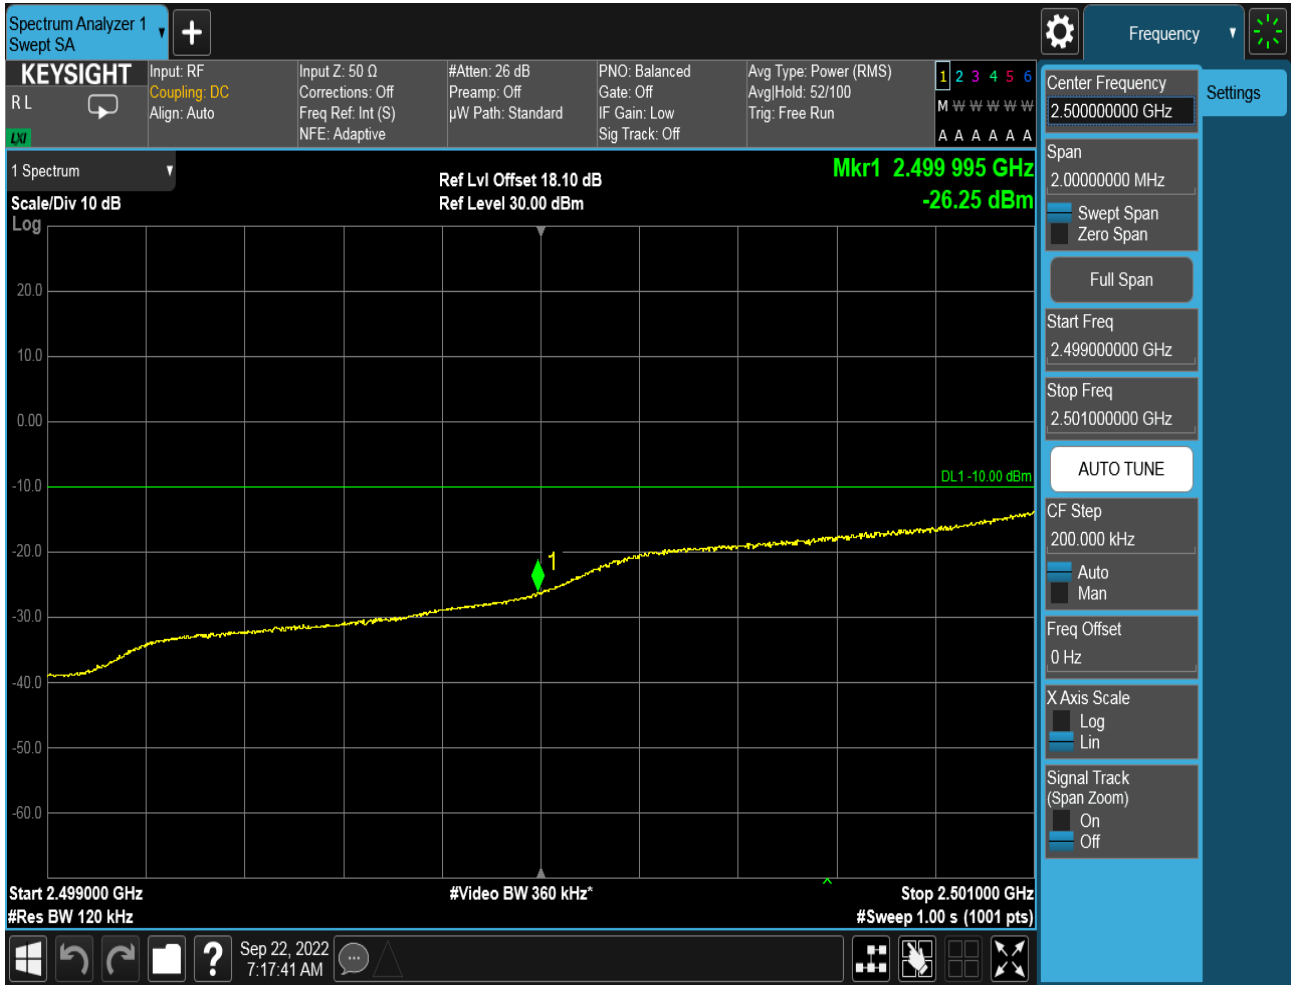 Spectrum Analyzer 1
Swept SA
Frequency
KEYSIGHT
R L
LXI
Input: RF
Coupling: DC
Align: Auto
Input Z: 50 Ω
Corrections: Off
Freq Ref: Int (S)
NFE: Adaptive
#Atten: 26 dB
Preamp: Off
µW Path: Standard
PNO: Balanced
Gate: Off
IF Gain: Low
Sig Track: Off
Avg Type: Power (RMS)
Avg|Hold: 52/100
Trig: Free Run
1 2 3 4 5 6
M W W W W W
A A A A A A
1 Spectrum
Scale/Div 10 dB
Log
Ref Lvl Offset 18.10 dB
Ref Level 30.00 dBm
Mkr1 2.499 995 GHz
-26.25 dBm
20.0
10.0
0.00
-10.0
-20.0
-30.0
-40.0
-50.0
-60.0
DL1 -10.00 dBm
1
Start 2.499000 GHz
#Res BW 120 kHz
#Video BW 360 kHz*
Stop 2.501000 GHz
#Sweep 1.00 s (1001 pts)
Center Frequency
2.500000000 GHz
Settings
Span
2.00000000 MHz
Swept Span
Zero Span
Full Span
Start Freq
2.499000000 GHz
Stop Freq
2.501000000 GHz
AUTO TUNE
CF Step
200.000 kHz
Auto
Man
Freq Offset
0 Hz
X Axis Scale
Log
Lin
Signal Track
(Span Zoom)
On
Off
?
Sep 22, 2022
7:17:41 AM